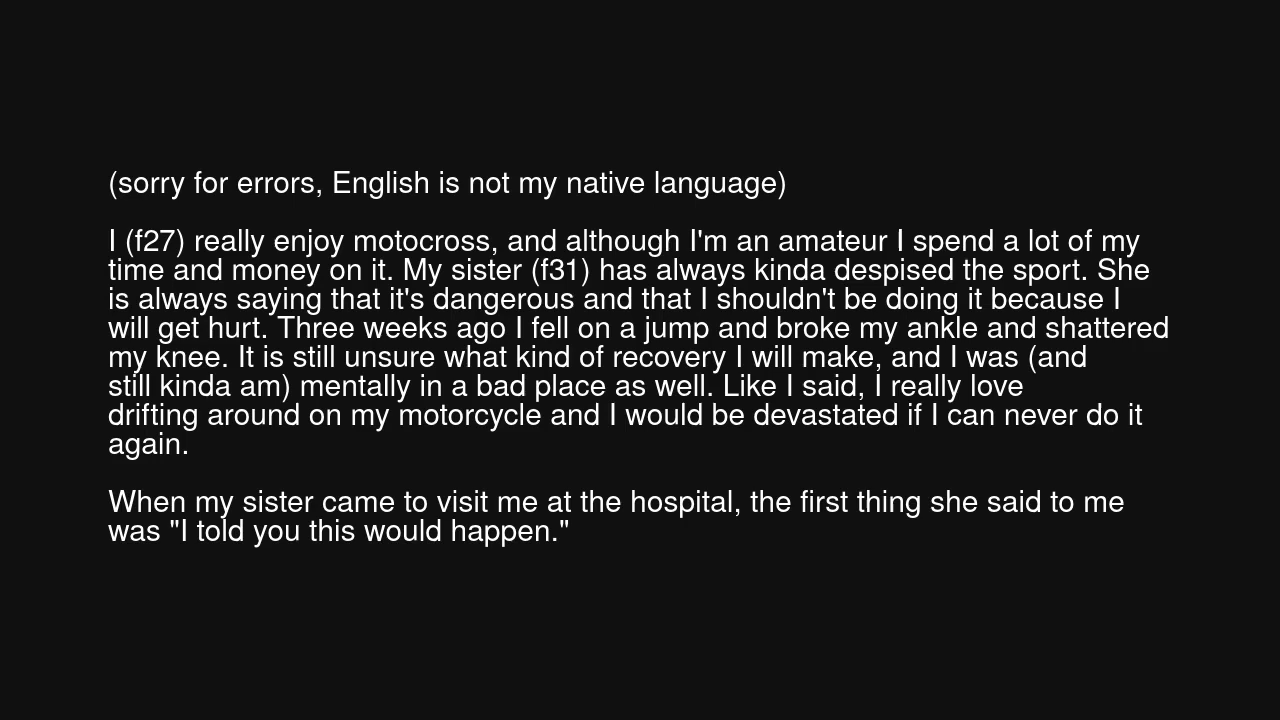 (sorry for errors, English is not my native language)
I (f27) really enjoy motocross, and although I'm an amateur I spend a lot of my
time and money on it. My sister (f31) has always kinda despised the sport. She
is always saying that it's dangerous and that I shouldn't be doing it because I
will get hurt. Three weeks ago I fell on a jump and broke my ankle and shattered
my knee. It is still unsure what kind of recovery I will make, and I was (and
still kinda am) mentally in a bad place as well. Like I said, I really love
drifting around on my motorcycle and I would be devastated if I can never do it
again.
When my sister came to visit me at the hospital, the first thing she said to me
was "I told you this would happen."